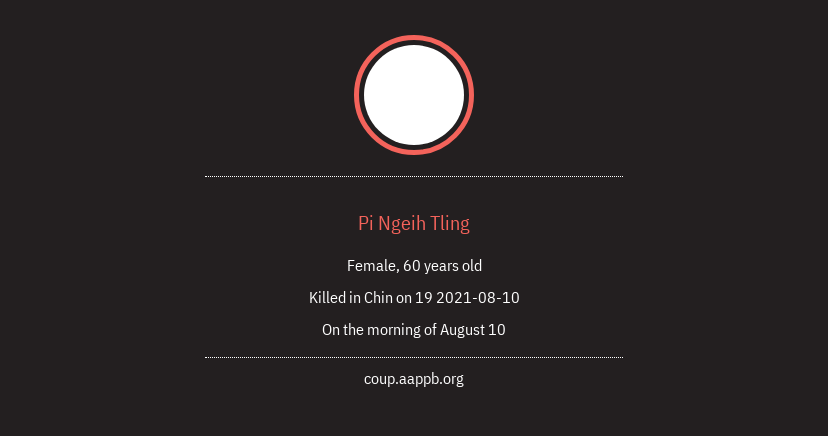 Pi Ngeih Tling
Female, 60 years old
Killed in Chin on 19 2021-08-10
On the morning of August 10
coup.aappb.org